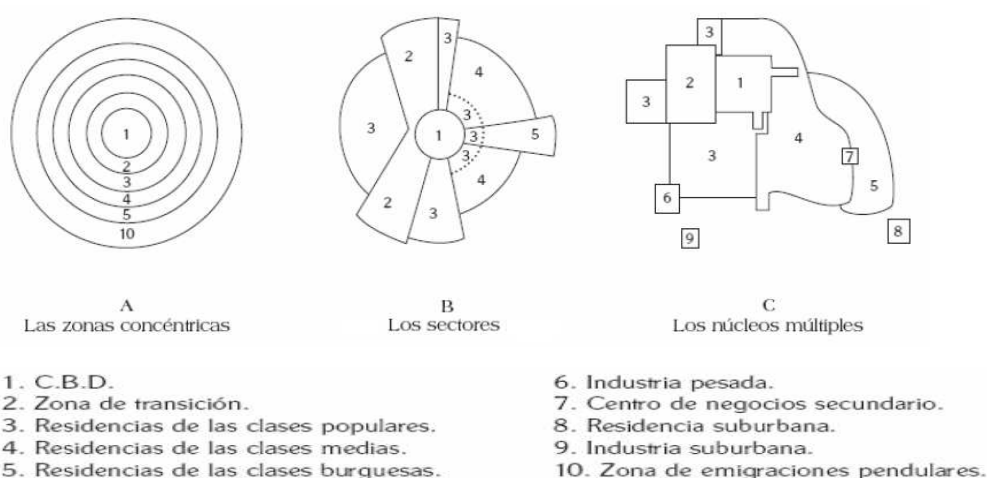 1
2
3
4
5
10
A
Las zonas concéntricas
2
3
4
3
3
1
3
5
3
4
2
3
B
Los sectores
3
2
1
3
4
3
7
5
6
8
9
C
Los núcleos múltiples
1. C.B.D.
2. Zona de transición.
3. Residencias de las clases populares.
4. Residencias de las clases medias.
5. Residencias de las clases burguesas.
6. Industria pesada.
7. Centro de negocios secundario.
8. Residencia suburbana.
9. Industria suburbana.
10. Zona de emigraciones pendulares.